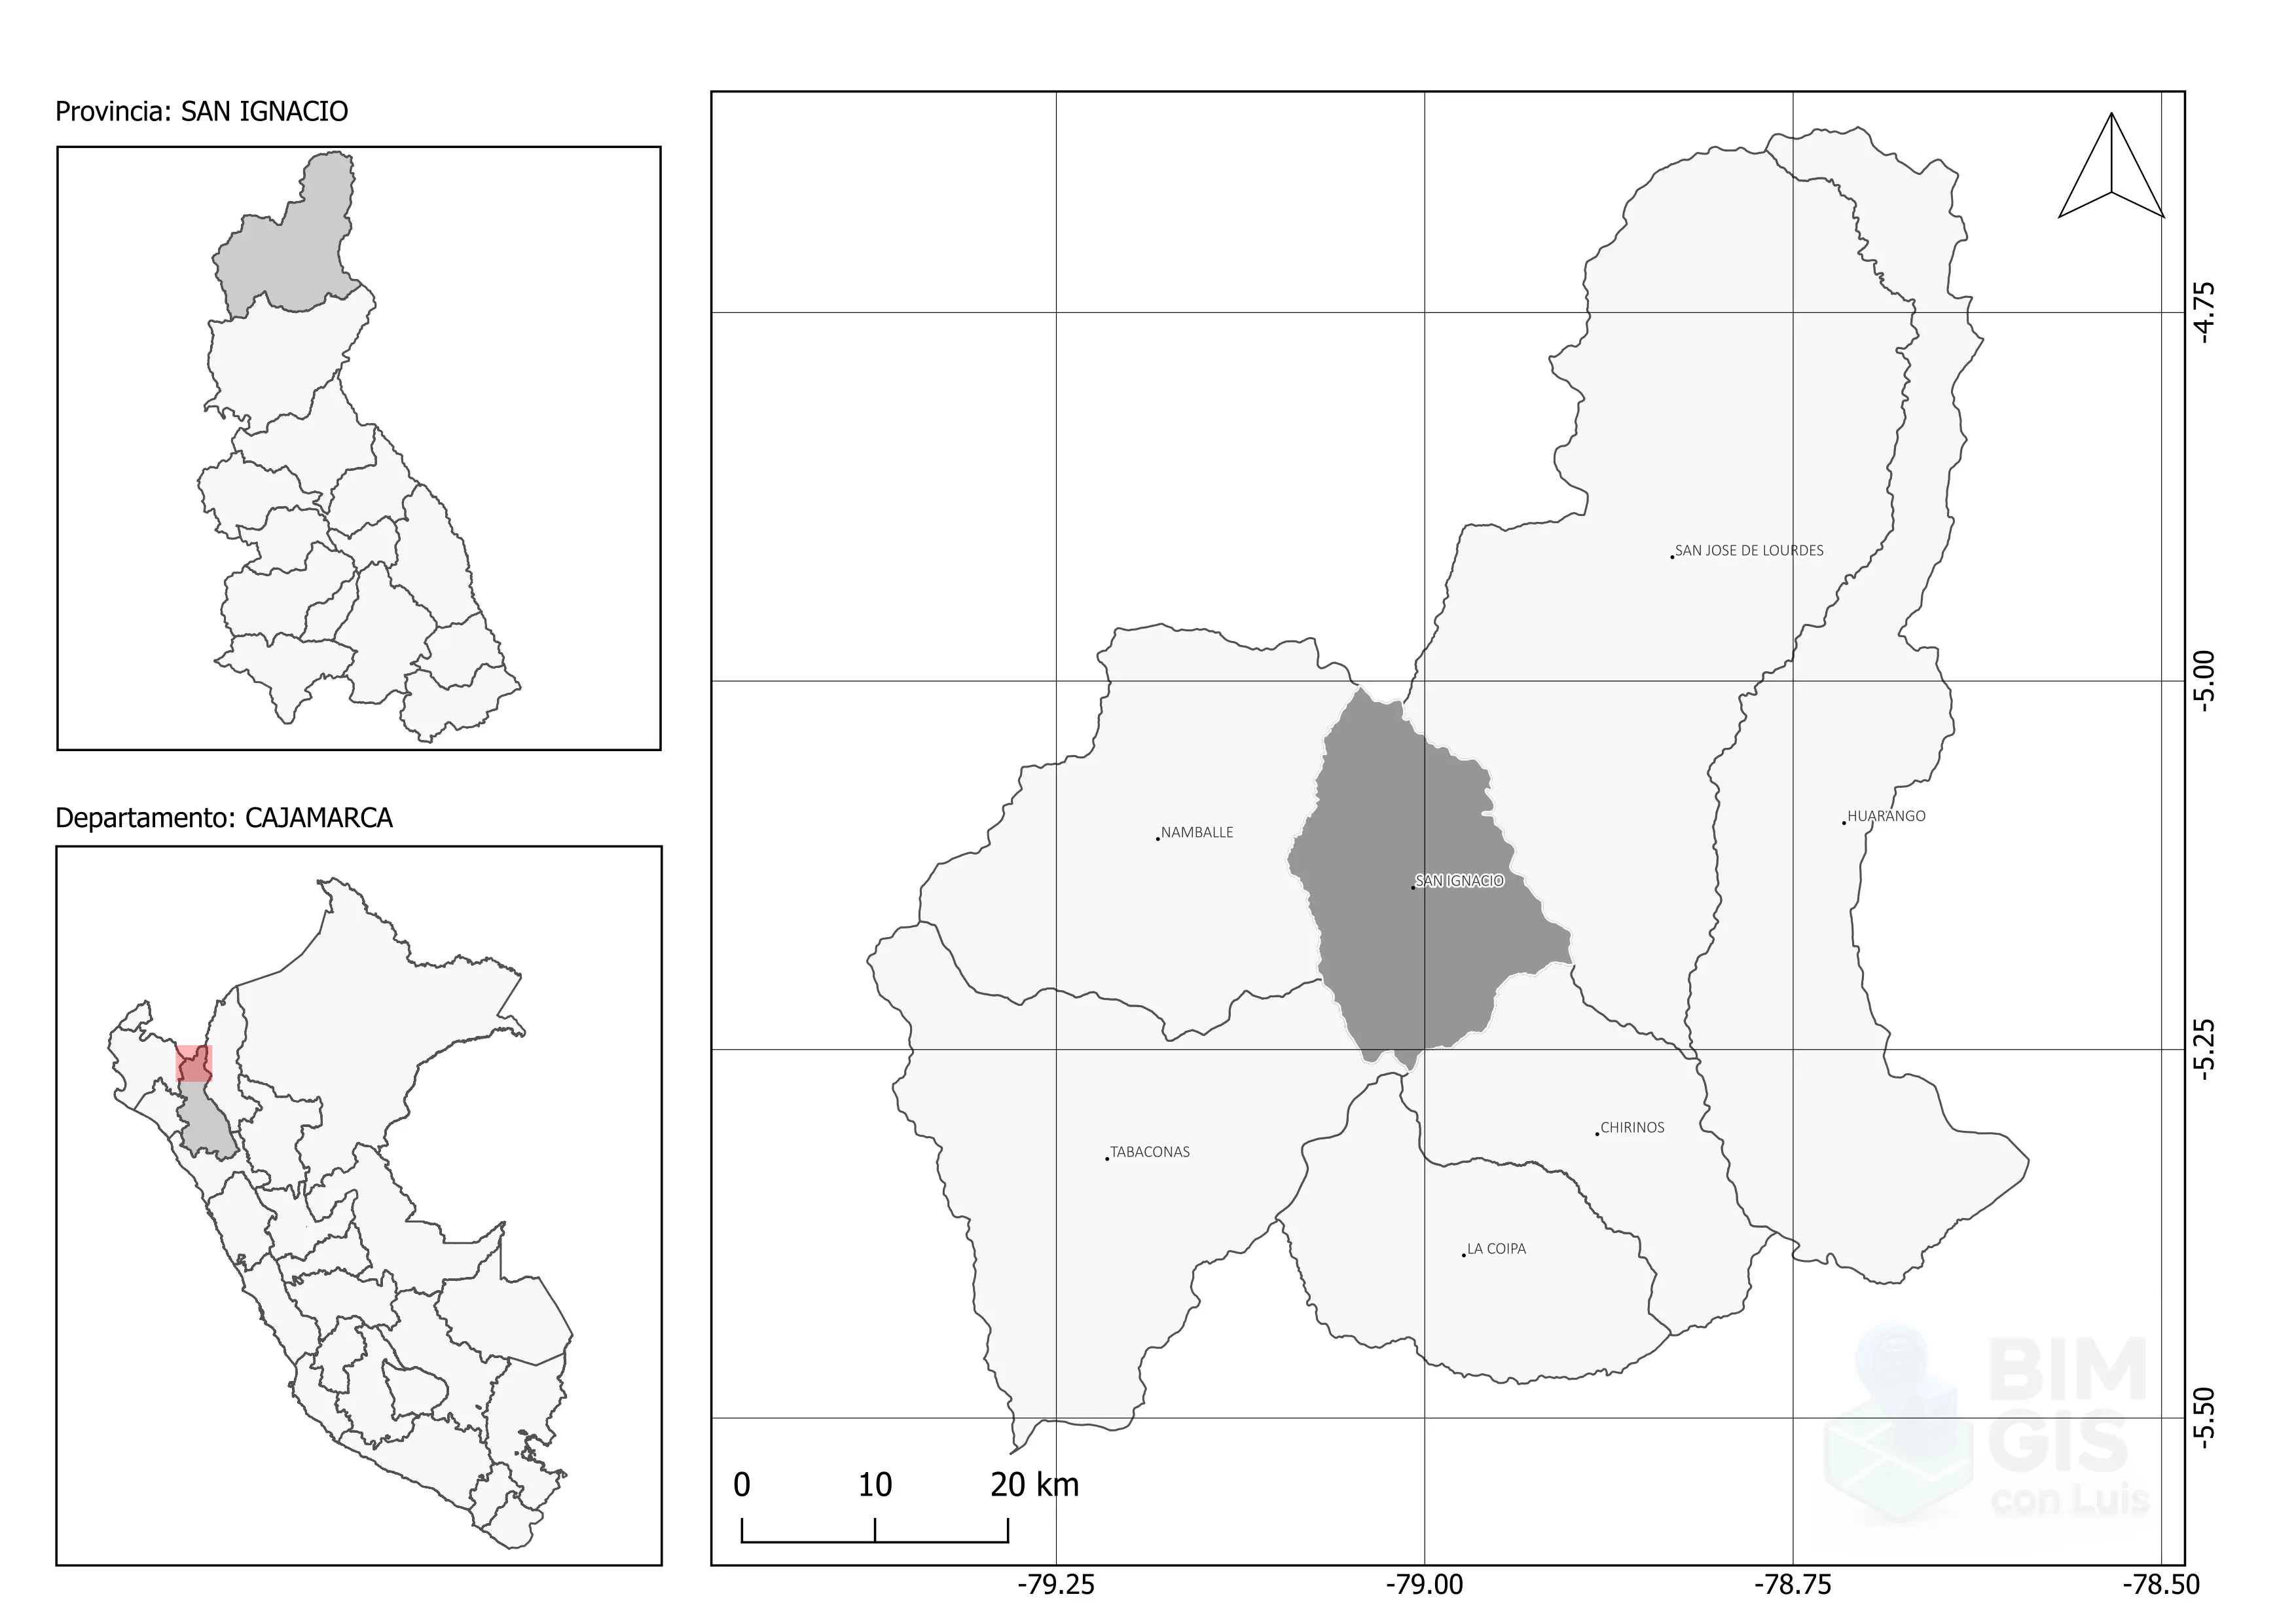 Provincia: SAN IGNACIO
Departamento: CAJAMARCA
SAN JOSE DE LOURDES
HUARANGO
NAMBALLE
SAN IGNACIO
CHIRINOS
TABACONAS
LA COIPA
-4.75
-5.00
-5.25
-5.50
0 10 20 km
-79.25 -79.00 -78.75 -78.50
BIM
GIS
con Luis